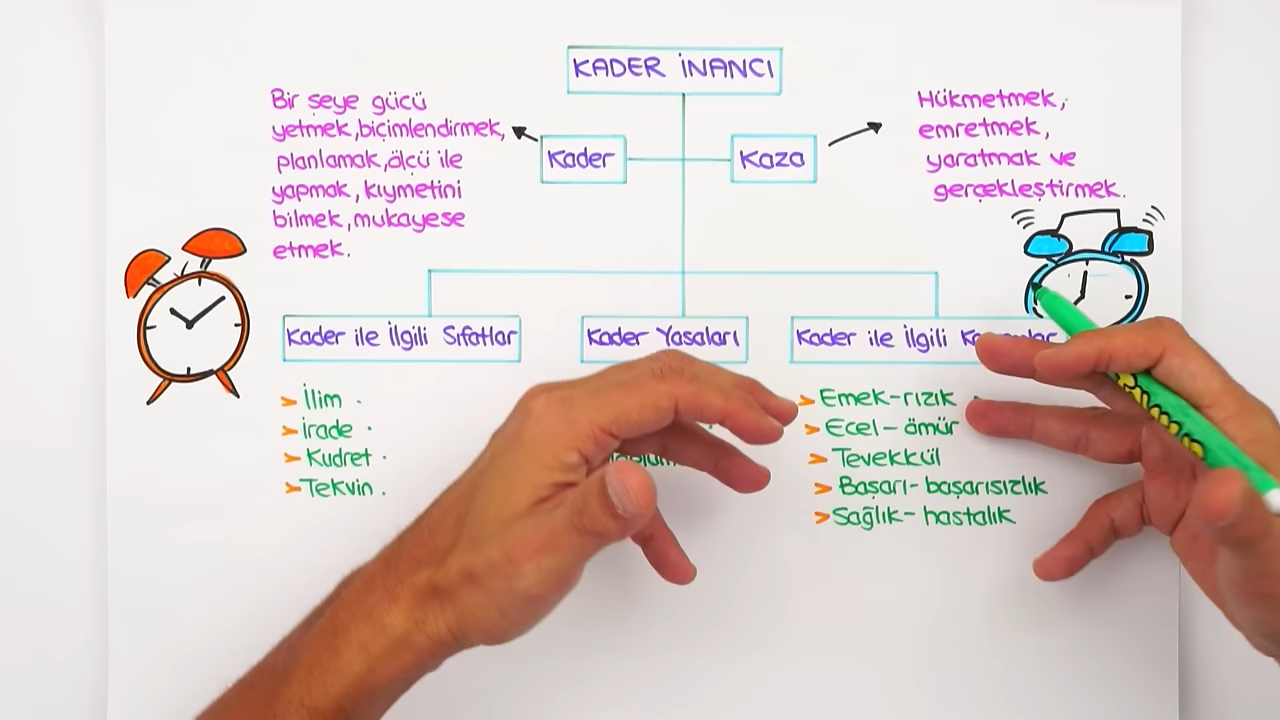 KADER İNANCI
Bir şeye gücü
yetmek, biçimlendirmek,
planlamak, ölçü ile
yapmak, kıymetini
bilmek, mukayese
etmek.
Kader
Kaza
Hükmetmek,
emretmek,
yaratmak ve
gerçekleştirmek.
Kader ile İlgili Sıfatlar
➤ İlim
➤ İrade
➤ Kudret
➤ Tekvin
Kader Yasaları
Kader ile İlgili
➤ Emek-rızık
➤ Ecel-ömür
➤ Tevekkül
➤ Başarı-başarısızlık
➤ Sağlık-hastalık